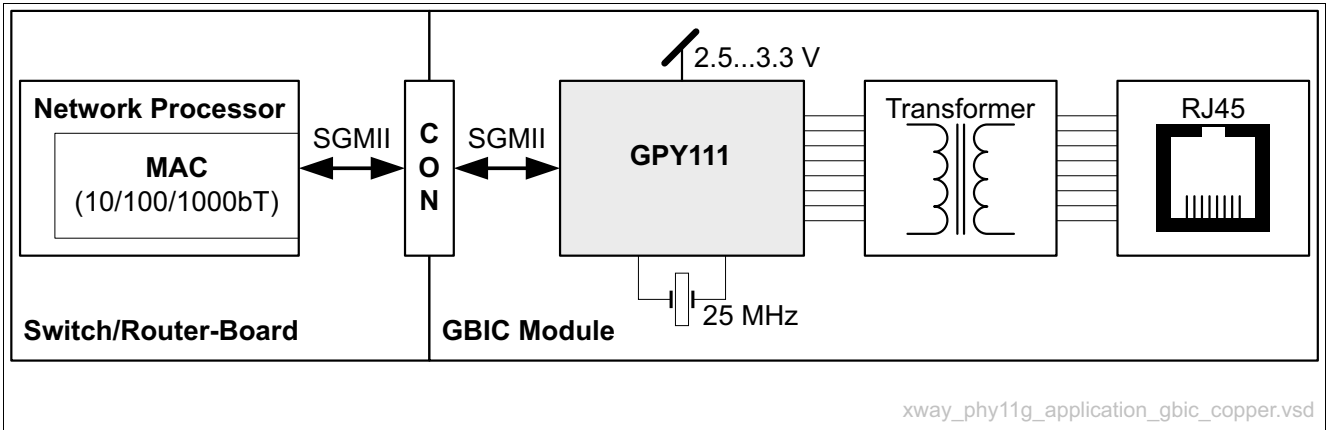 2.5...3.3 V
Network Processor
MAC
(10/100/1000bT)
SGMII
C
O
N
SGMII
GPY111
Transformer
RJ45
25 MHz
Switch/Router-Board
GBIC Module
xway_phy11g_application_gbic_copper.vsd